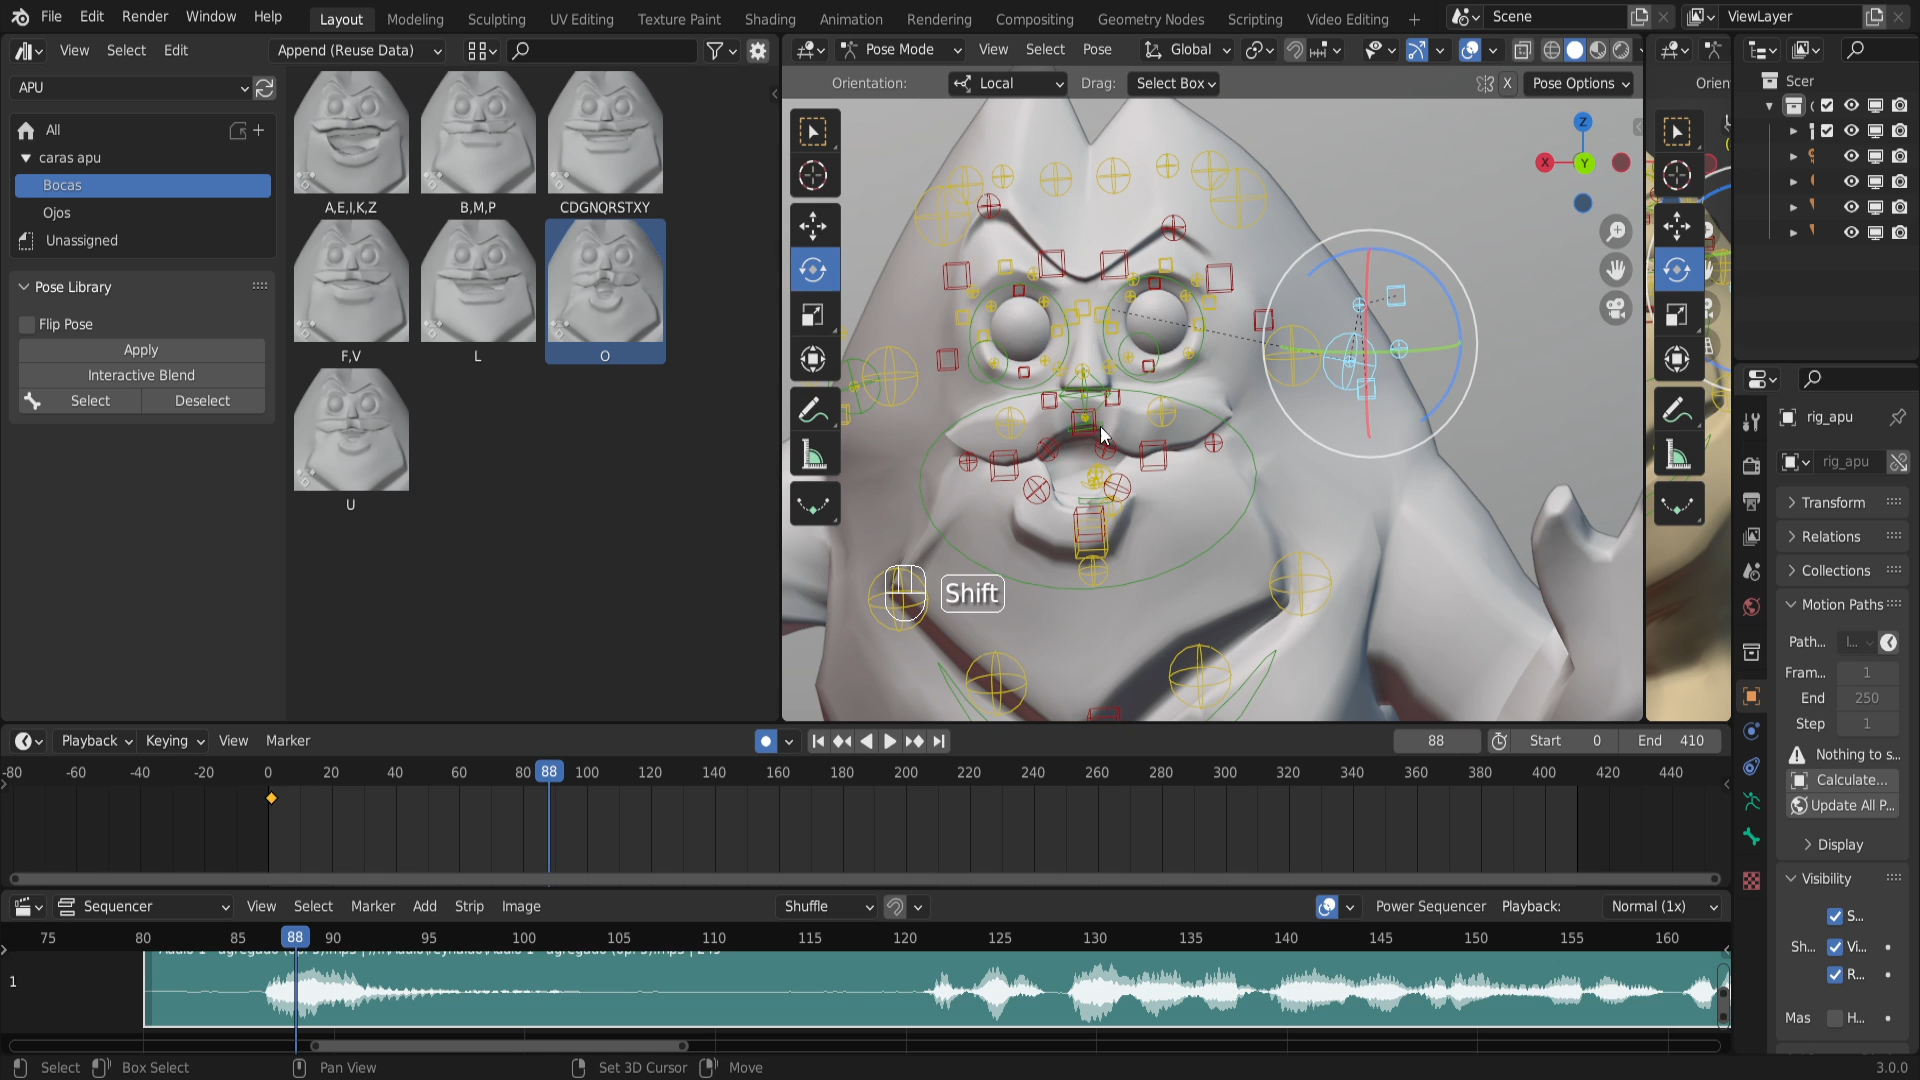 File Edit Render Window Help
Layout Modeling Sculpting UV Editing Texture Paint Shading Animation Rendering Compositing Geometry Nodes Scripting Video Editing +
Scene
ViewLayer
View Select Edit
Append (Reuse Data)
Pose Mode View Select Pose
Global
APU
Orientation: Local Drag: Select Box
X Pose Options
Orien
All
caras apu
Bocas
Ojos
Unassigned
Pose Library
Flip Pose
Apply
Interactive Blend
Select Deselect
A,E,I,K,Z B,M,P CDGNQRSTXY
F,V L O
U
Z
X Y
Shift
Scer
rig_apu
rig_apu
Transform
Relations
Collections
Motion Paths
Path...
Fram... 1
End 250
Step 1
Nothing to s...
Calculate...
Update All P...
Display
Visibility
S...
Sh... Vi...
R...
Mas H...
Playback Keying View Marker
88 Start 0 End 410
-80 -60 -40 -20 0 20 40 60 80 88 100 120 140 160 180 200 220 240 260 280 300 320 340 360 380 400 420 440
Sequencer View Select Marker Add Strip Image
Shuffle
Power Sequencer Playback: Normal (1x)
75 80 85 88 90 95 100 105 110 115 120 125 130 135 140 145 150 155 160
1
Select Box Select Pan View Set 3D Cursor Move 3.0.0